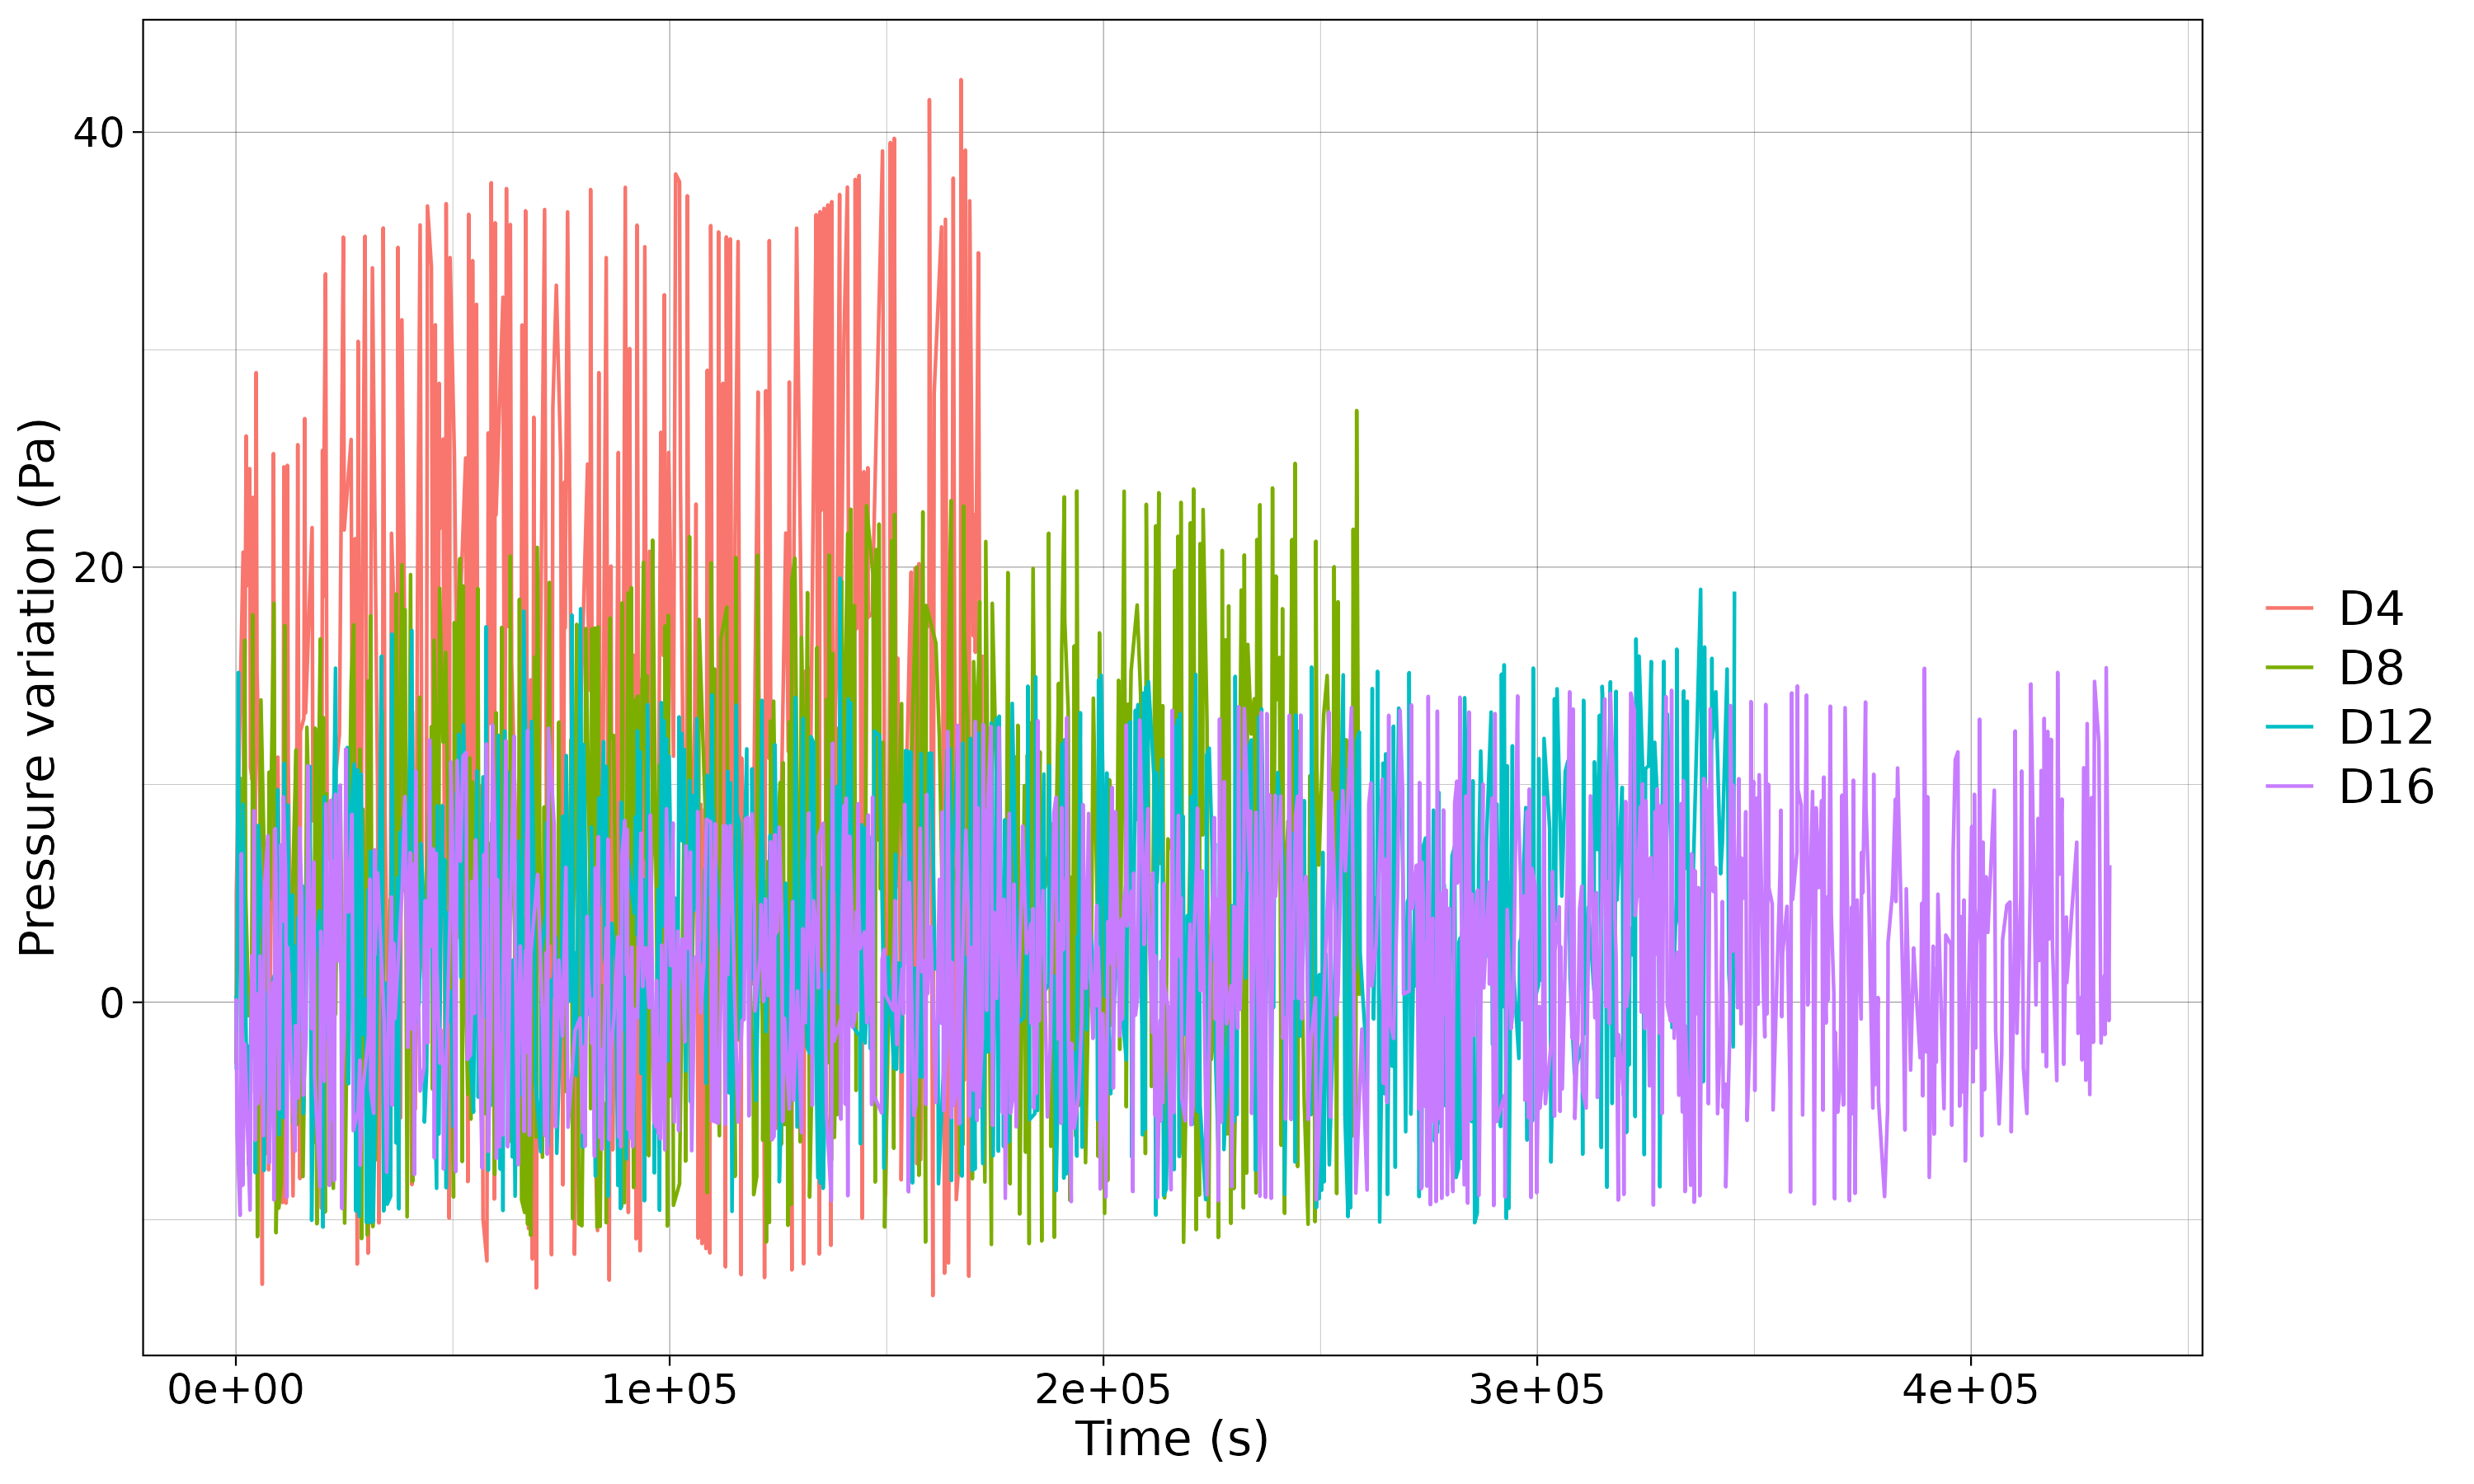 Pressure variation (Pa)
40
20
0
0e+00
1e+05
2e+05
3e+05
4e+05
Time (s)
D4
D8
D12
D16